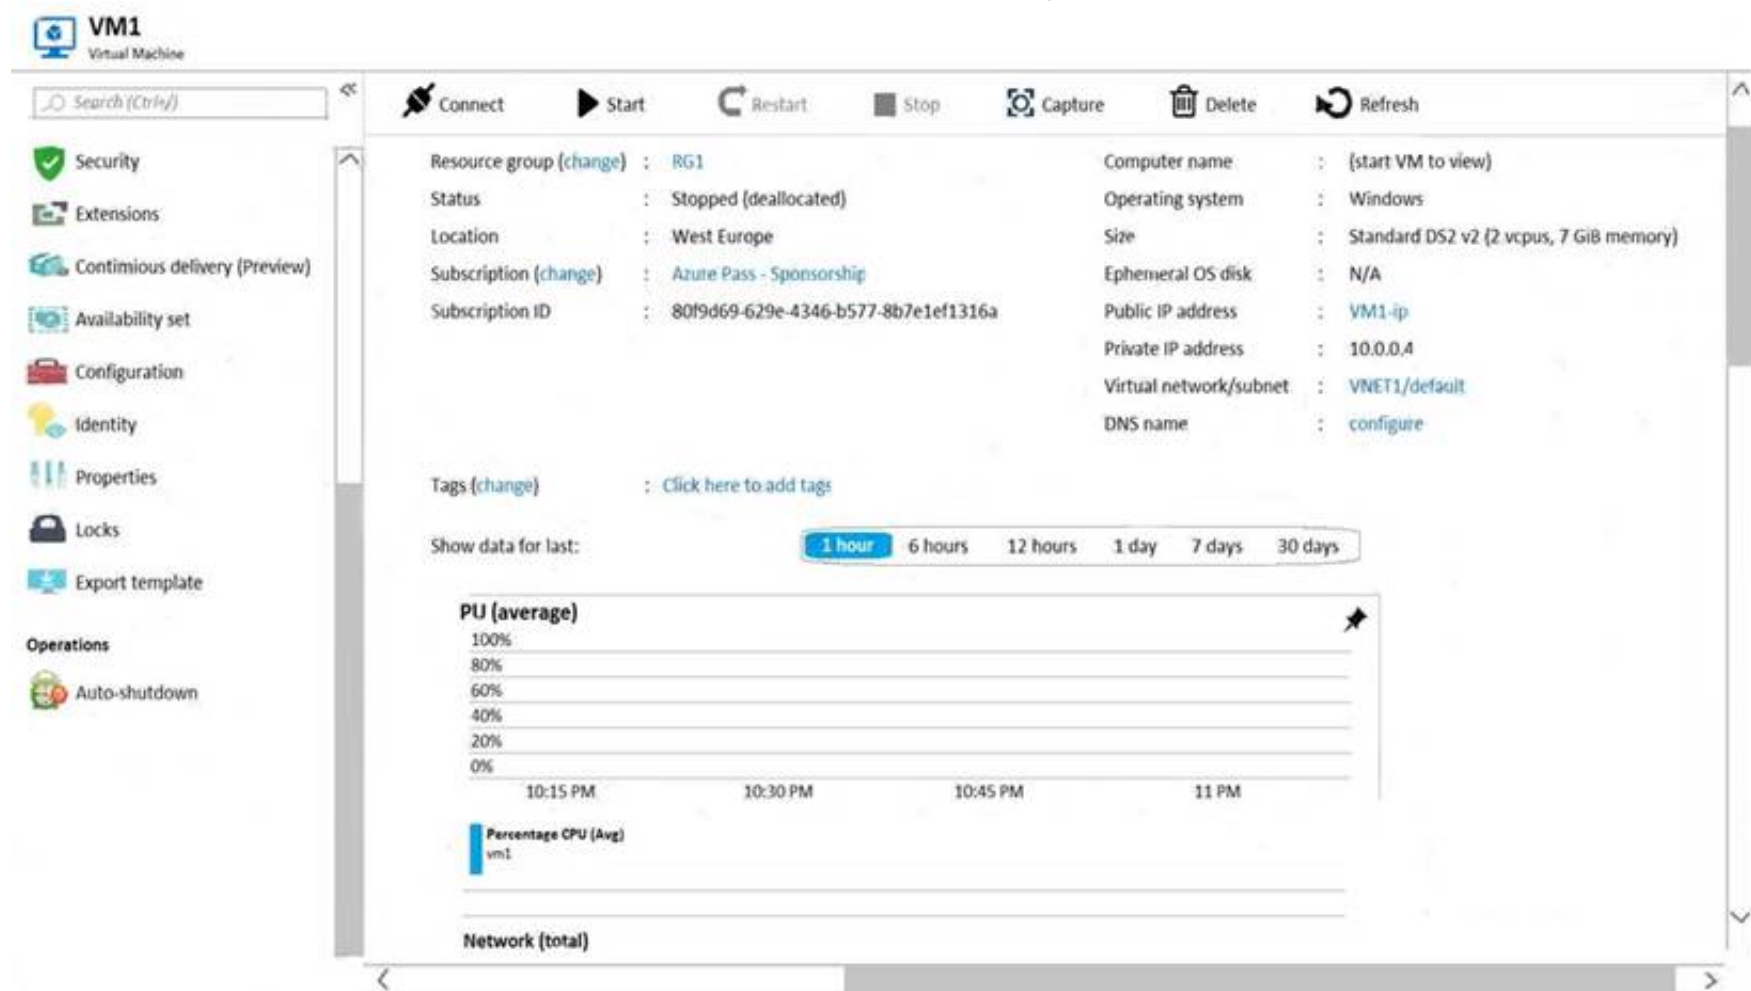 VM1
Virtual Machine
Search (Ctrl+/)
Security
Extensions
Contimious delivery (Preview)
Availability set
Configuration
Identity
Properties
Locks
Export template
Operations
Auto-shutdown
Connect Start Restart Stop Capture Delete Refresh
Resource group (change) : RG1
Status : Stopped (deallocated)
Location : West Europe
Subscription (change) : Azure Pass - Sponsorship
Subscription ID : 80f9d69-629e-4346-b577-8b7e1ef1316a
Computer name : (start VM to view)
Operating system : Windows
Size : Standard DS2 v2 (2 vcpus, 7 GiB memory)
Ephemeral OS disk : N/A
Public IP address : VM1-ip
Private IP address : 10.0.0.4
Virtual network/subnet : VNET1/default
DNS name : configure
Tags (change) : Click here to add tags
Show data for last: 1 hour 6 hours 12 hours 1 day 7 days 30 days
PU (average)
100%
80%
60%
40%
20%
0%
10:15 PM 10:30 PM 10:45 PM 11 PM
Percentage CPU (Avg)
vm1
Network (total)